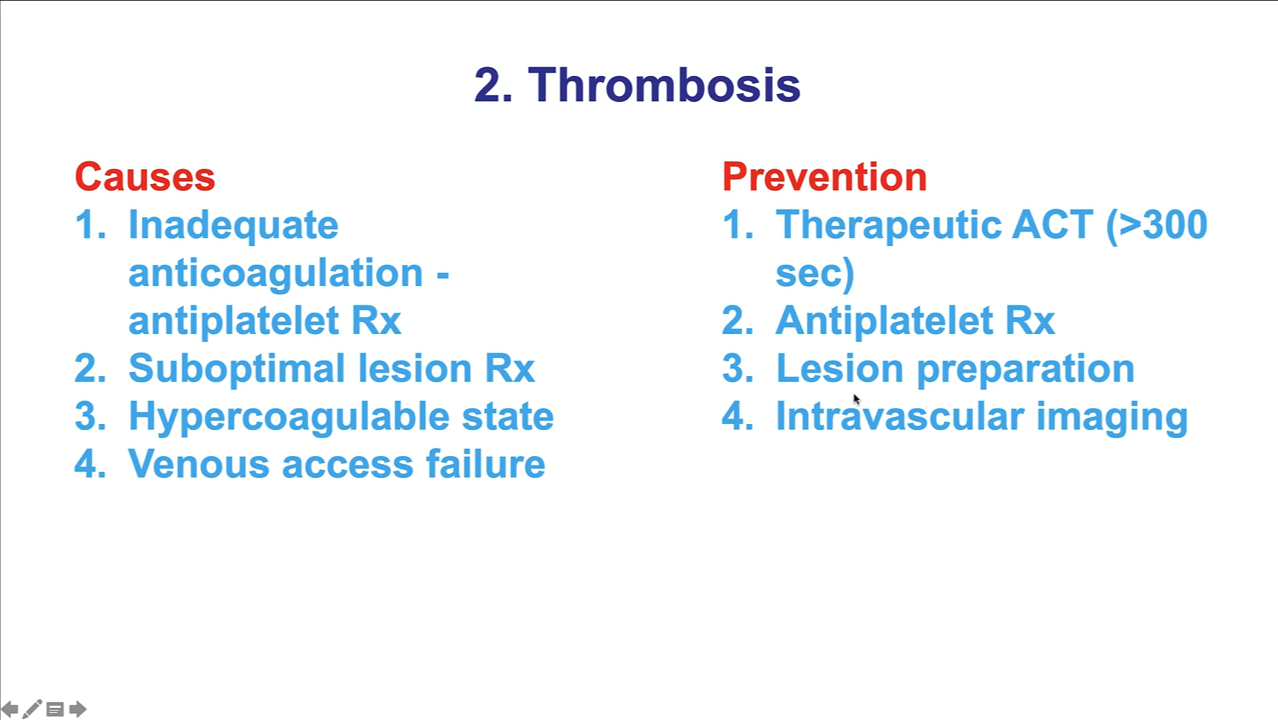 2. Thrombosis
Causes
1. Inadequate
anticoagulation -
antiplatelet Rx
2. Suboptimal lesion Rx
3. Hypercoagulable state
4. Venous access failure
Prevention
1. Therapeutic ACT (>300
sec)
2. Antiplatelet Rx
3. Lesion preparation
4. Intravascular imaging